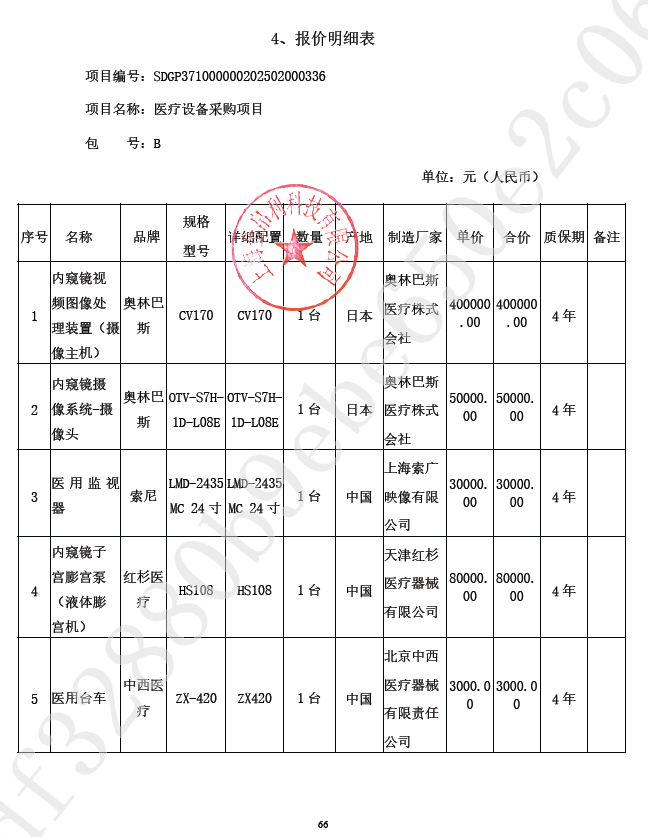 4、报价明细表
项目编号: SDGP371000000202502000336
项目名称: 医疗设备采购项目
包 号: B
单位: 元（人民币）
序号 名称 品牌 规格型号 详细配置 数量 产地 制造厂家 单价 合价 质保期 备注
1 内窥镜视频图像处理装置（摄像主机） 奥林巴斯 CV170 CV170 1台 日本 奥林巴斯医疗株式会社 400000.00 400000.00 4年
2 内窥镜摄像系统-摄像头 奥林巴斯 OTV-S7H-1D-L08E OTV-S7H-1D-L08E 1台 日本 奥林巴斯医疗株式会社 50000.00 50000.00 4年
3 医用监视器 索尼 LMD-2435MC 24寸 LMD-2435MC 24寸 1台 中国 上海索广映像有限公司 30000.00 30000.00 4年
4 内窥镜子宫膨宫泵（液体膨宫机） 红杉医疗 HS108 HS108 1台 中国 天津红杉医疗器械有限公司 80000.00 80000.00 4年
5 医用台车 中西医疗 ZX-420 ZX420 1台 中国 北京中西医疗器械有限责任公司 3000.00 3000.00 4年
66